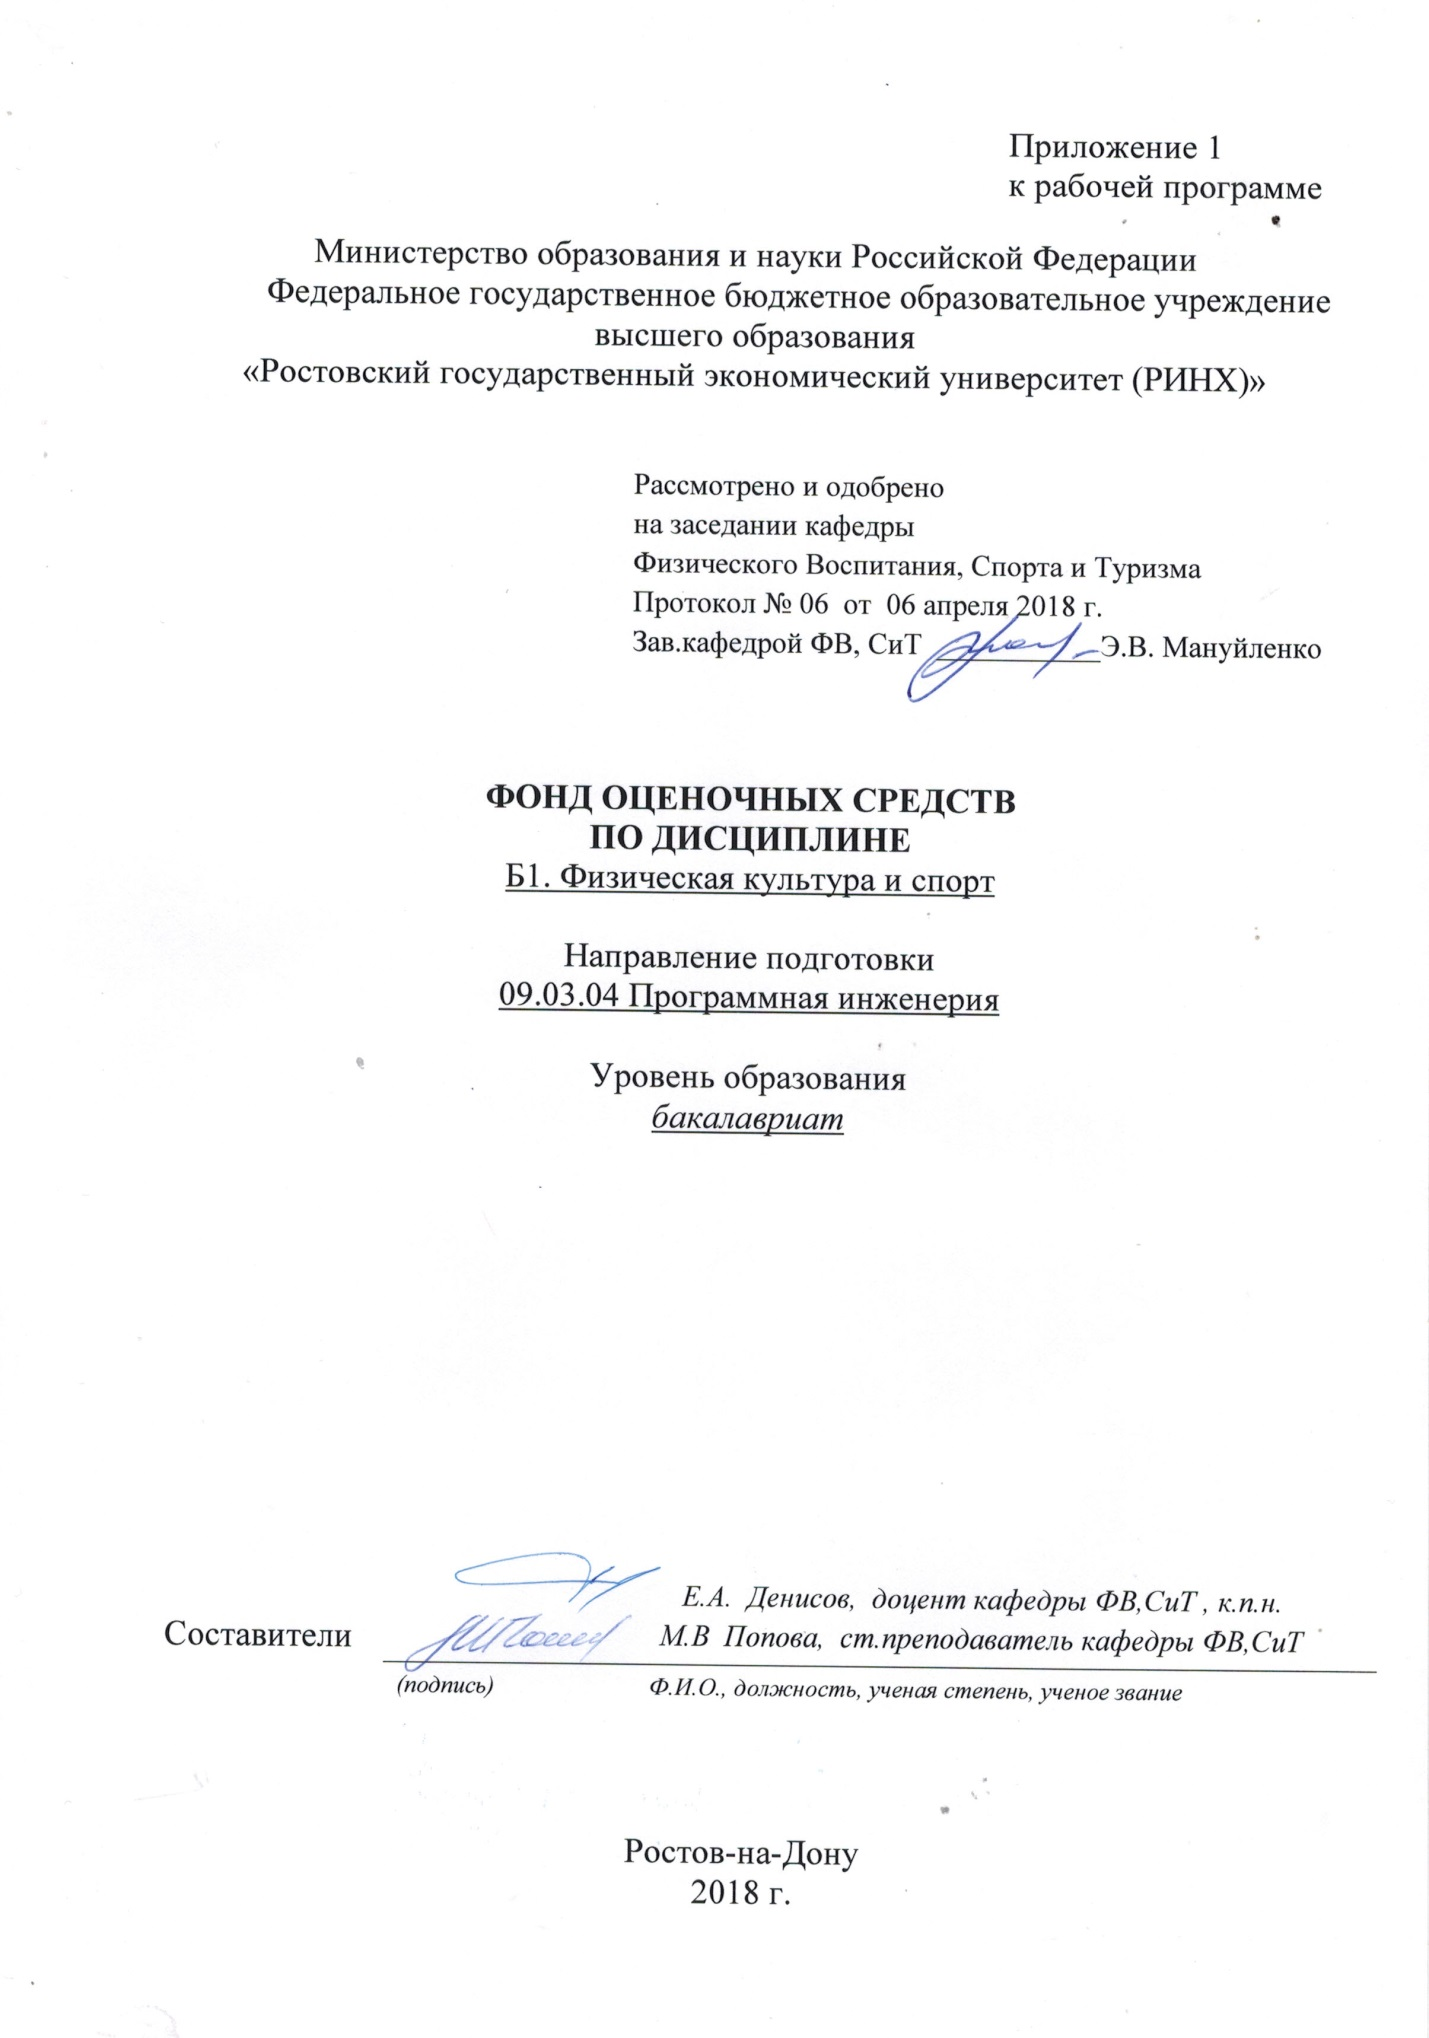 Приложение 1
к рабочей программе
Министерство образования и науки Российской Федерации
Федеральное государственное бюджетное образовательное учреждение
высшего образования
«Ростовский государственный экономический университет (РИНХ)»
Рассмотрено и одобрено
на заседании кафедры
Физического Воспитания, Спорта и Туризма
Протокол № 06 от 06 апреля 2018 г.
Зав.кафедрой ФВ, СиТ Э.В. Мануйленко
ФОНД ОЦЕНОЧНЫХ СРЕДСТВ
ПО ДИСЦИПЛИНЕ
Б1. Физическая культура и спорт
Направление подготовки
09.03.04 Программная инженерия
Уровень образования
бакалавриат
Е.А. Денисов, доцент кафедры ФВ,СиТ , к.п.н.
Составители М.В Попова, ст.преподаватель кафедры ФВ,СиТ
(подпись) Ф.И.О., должность, ученая степень, ученое звание
Ростов-на-Дону
2018 г.